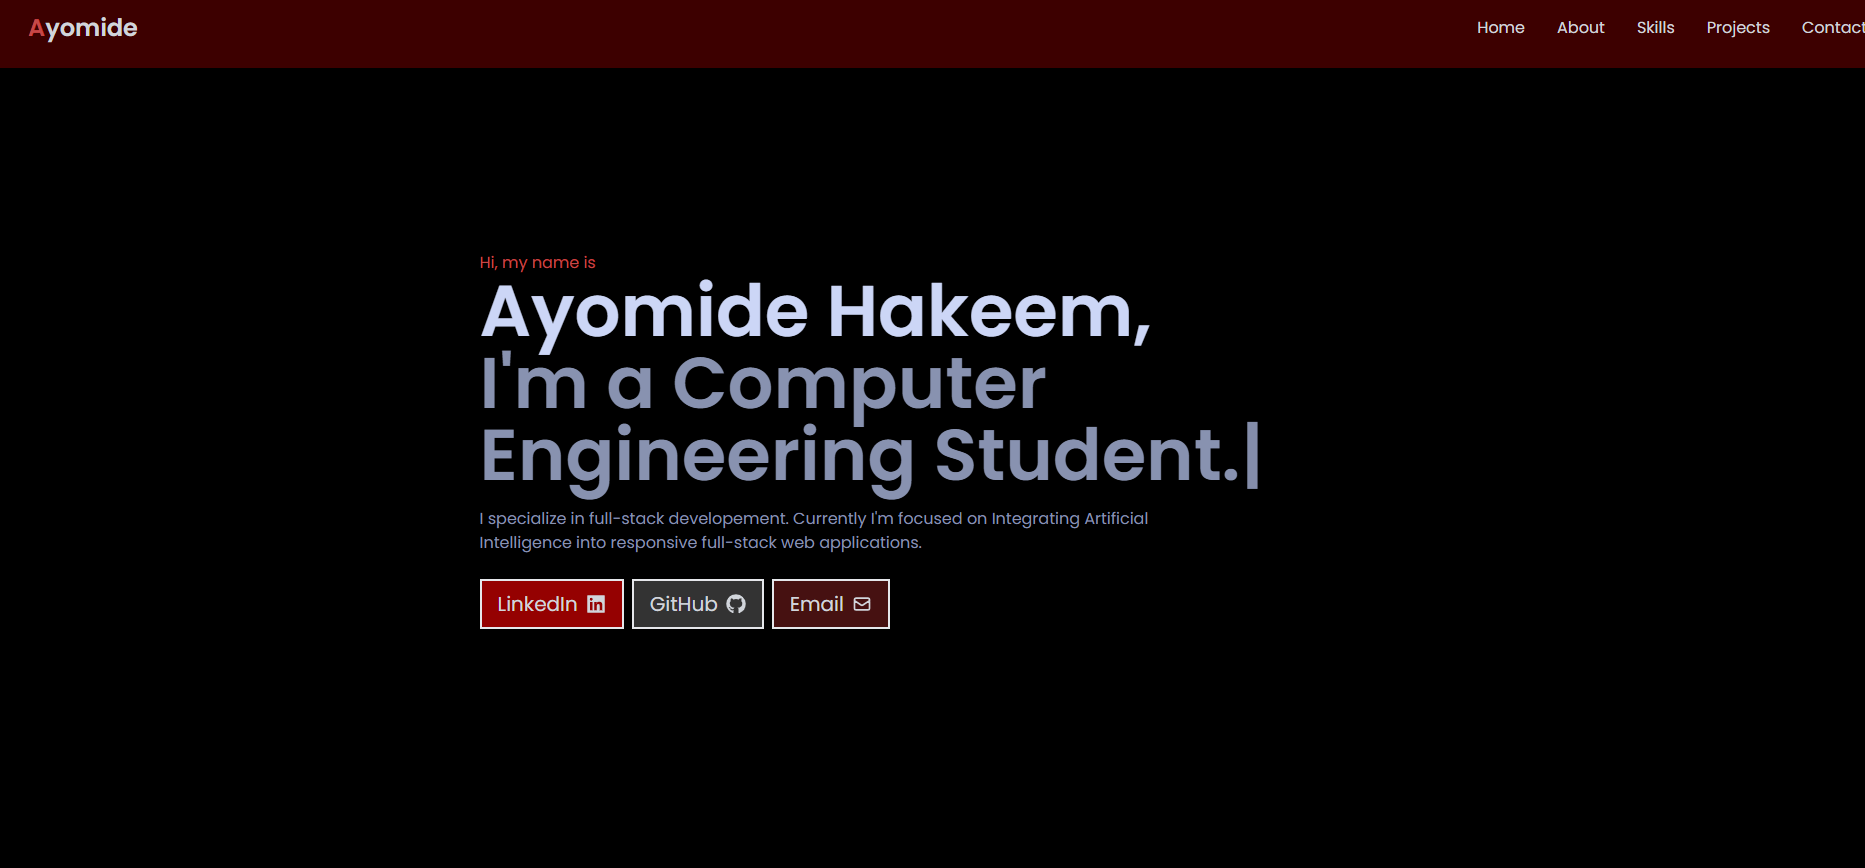 Ayomide
Home About Skills Projects Contact
Hi, my name is
Ayomide Hakeem,
I'm a Computer
Engineering Student.|
I specialize in full-stack developement. Currently I'm focused on Integrating Artificial
Intelligence into responsive full-stack web applications.
LinkedIn GitHub Email